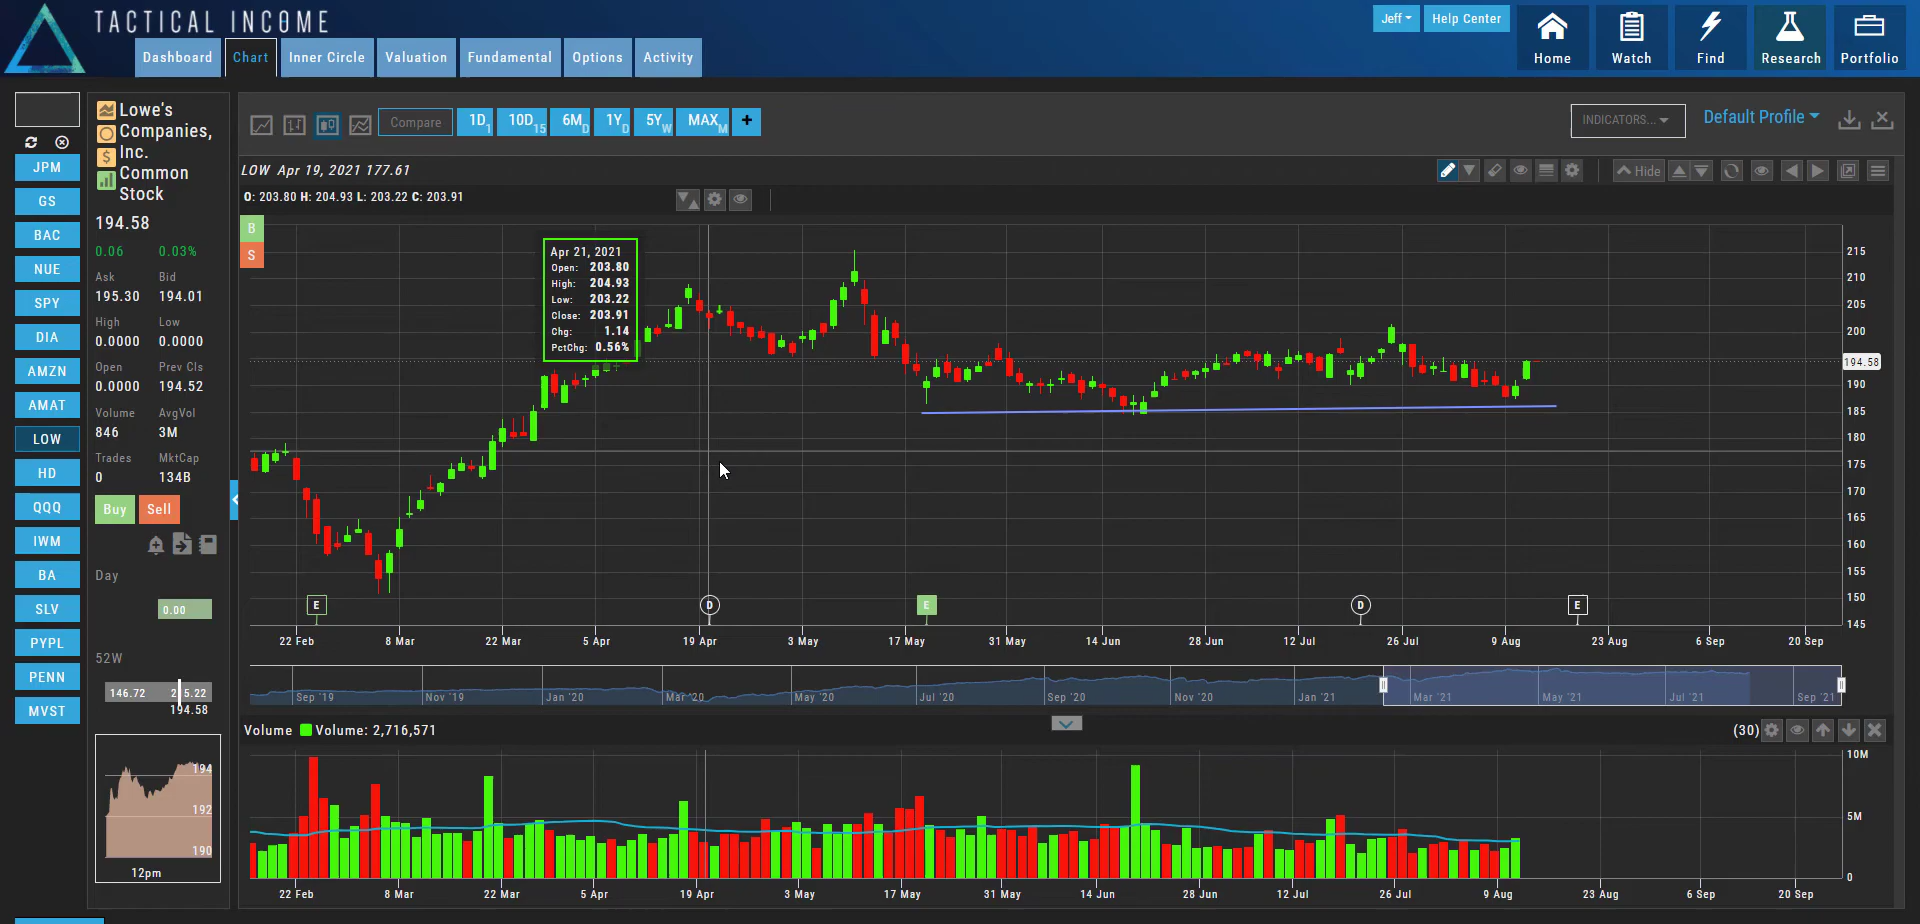 TACTICAL INCOME
Jeff
Help Center
Home
Watch
Find
Research
Portfolio
Dashboard
Chart
Inner Circle
Valuation
Fundamental
Options
Activity
JPM
GS
BAC
NUE
SPY
DIA
AMZN
AMAT
LOW
HD
QQQ
IWM
BA
SLV
PYPL
PENN
MVST
Lowe's
Companies,
Inc.
Common
Stock
194.58
0.06 0.03%
Ask Bid
195.30 194.01
High Low
0.0000 0.0000
Open Prev Cls
0.0000 194.52
Volume AvgVol
846 3M
Trades MktCap
0 134B
Buy Sell
Day
0.00
52W
146.72 215.22
194.58
194
192
190
12pm
Compare
1D1 10D15 6MD 1YD 5YW MAXM +
INDICATORS...
Default Profile
LOW Apr 19, 2021 177.61
Hide
O: 203.80 H: 204.93 L: 203.22 C: 203.91
B
S
Apr 21, 2021
Open: 203.80
High: 204.93
Low: 203.22
Close: 203.91
Chg: 1.14
PctChg: 0.56%
215
210
205
200
194.58
190
185
180
175
170
165
160
155
150
145
E D E D E
22 Feb 8 Mar 22 Mar 5 Apr 19 Apr 3 May 17 May 31 May 14 Jun 28 Jun 12 Jul 26 Jul 9 Aug 23 Aug 6 Sep 20 Sep
Sep '19 Nov '19 Jan '20 Mar '20 May '20 Jul '20 Sep '20 Nov '20 Jan '21 Mar '21 May '21 Jul '21 Sep '21
Volume Volume: 2,716,571
(30)
10M
5M
0
22 Feb 8 Mar 22 Mar 5 Apr 19 Apr 3 May 17 May 31 May 14 Jun 28 Jun 12 Jul 26 Jul 9 Aug 23 Aug 6 Sep 20 Sep